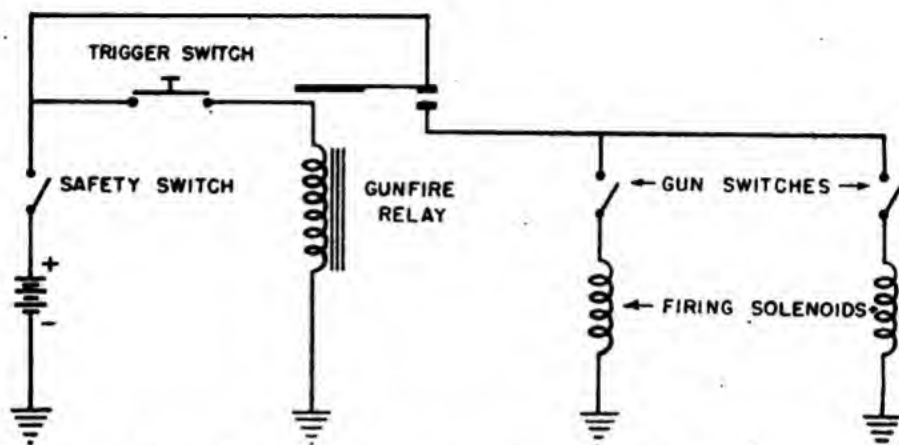 TRIGGER SWITCH
SAFETY SWITCH
GUNFIRE
RELAY
GUN SWITCHES
FIRING SOLENOIDS
+
-